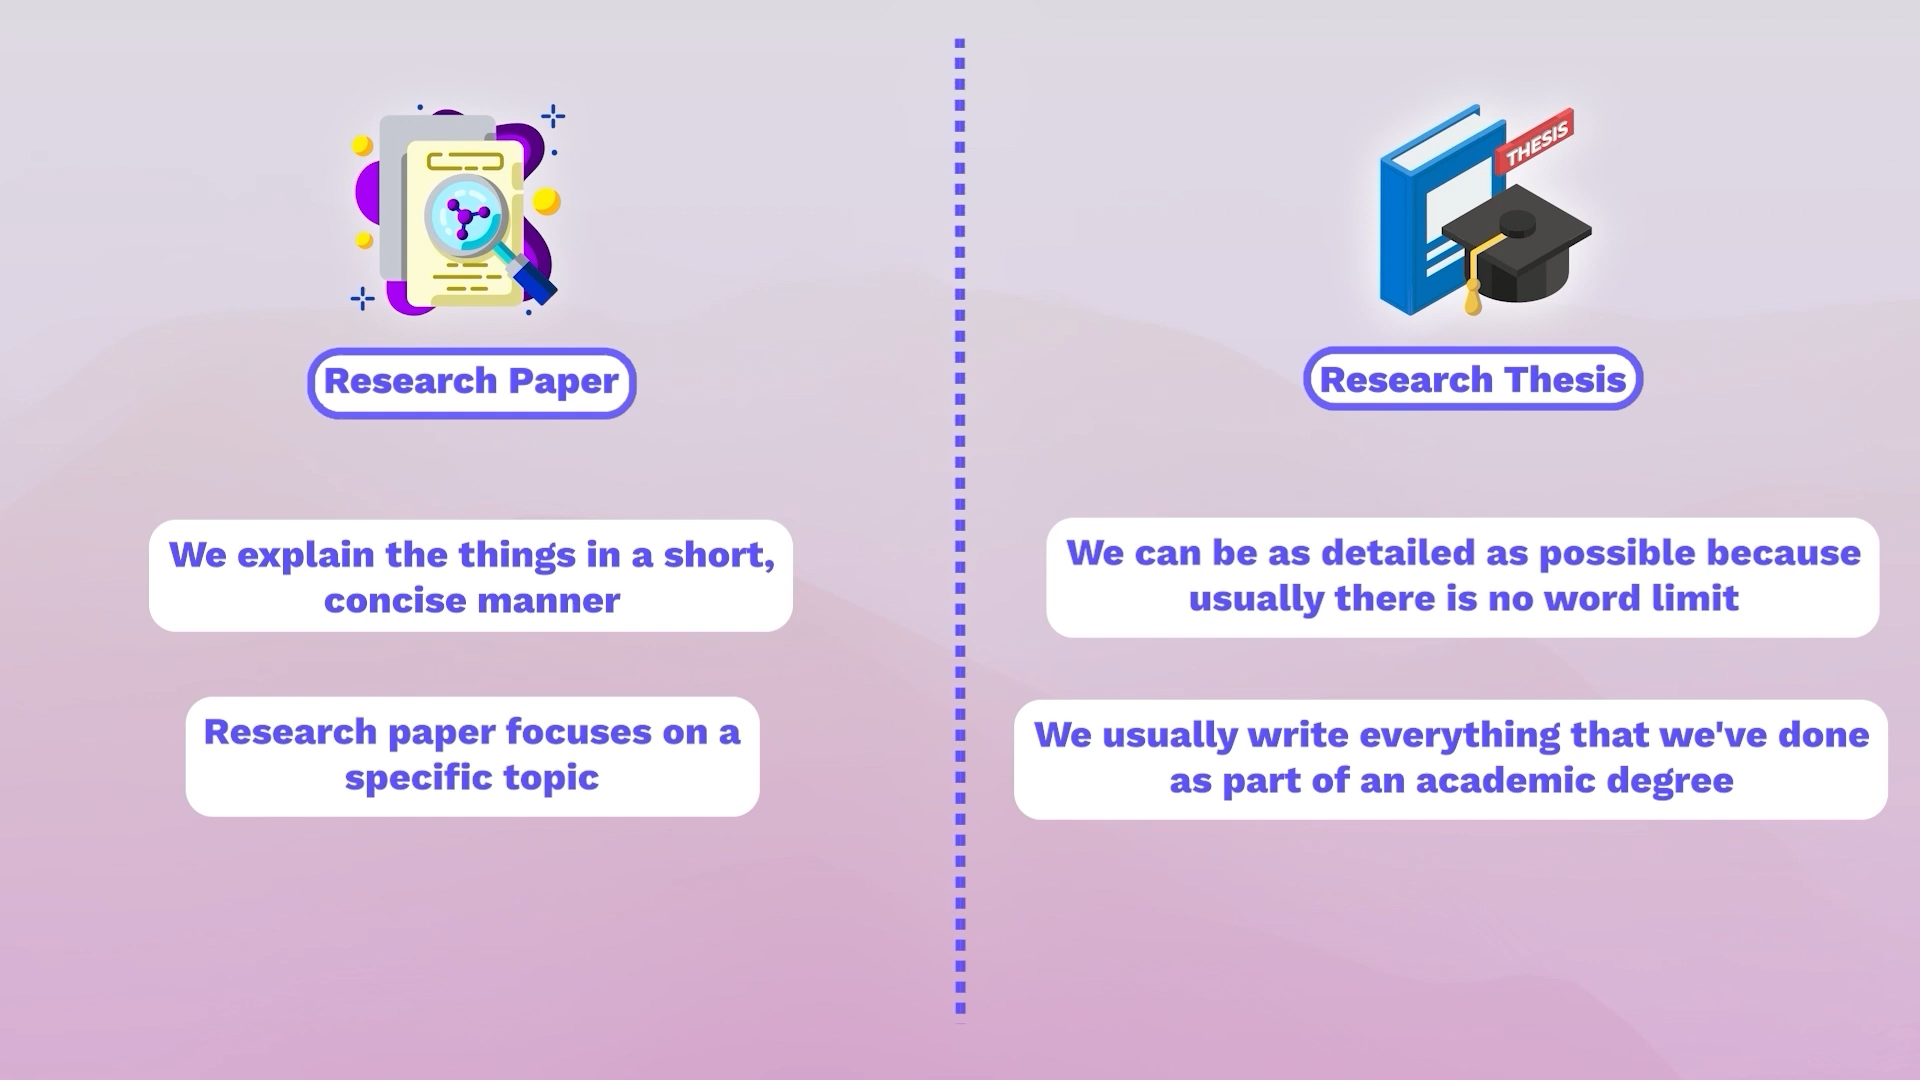 Research Paper
We explain the things in a short,
concise manner
Research paper focuses on a
specific topic
THESIS
Research Thesis
We can be as detailed as possible because
usually there is no word limit
We usually write everything that we've done
as part of an academic degree